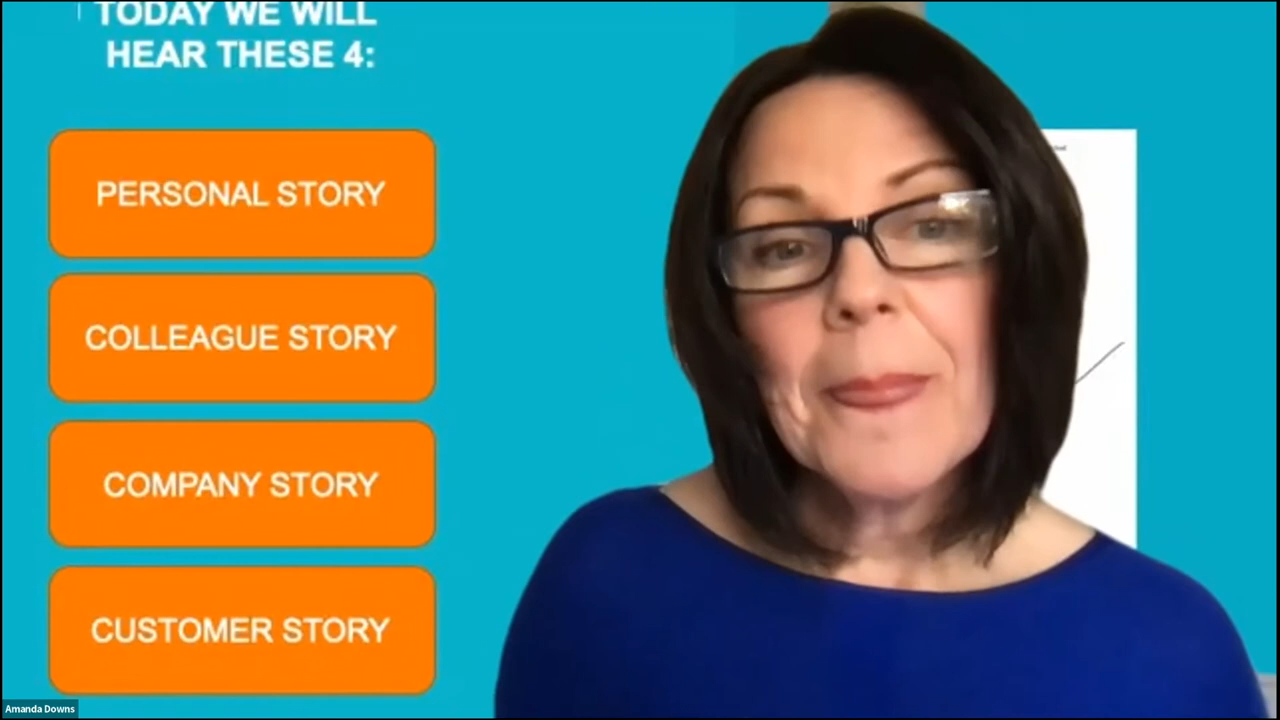 TODAY WE WILL
HEAR THESE 4:
PERSONAL STORY
COLLEAGUE STORY
COMPANY STORY
CUSTOMER STORY
Amanda Downs